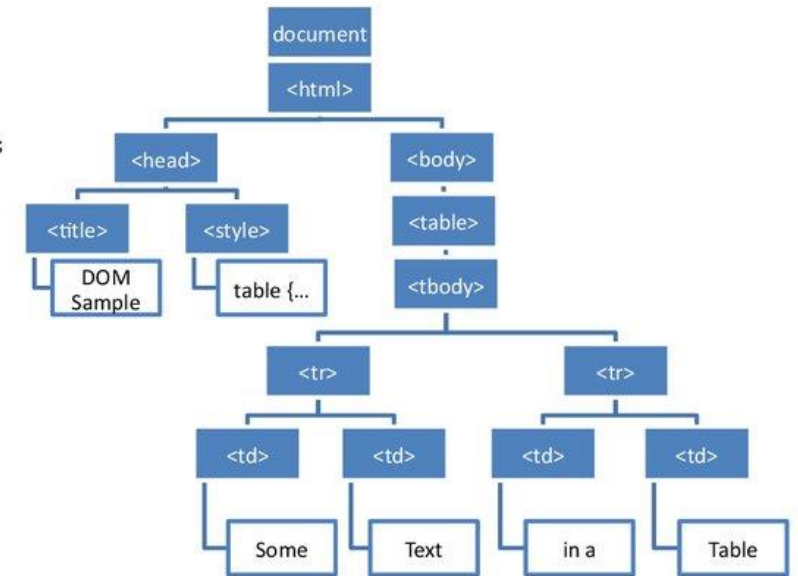 document
<html>
s
<head>
<body>
<title>
<style>
<table>
DOM
Sample
table {...
<tbody>
<tr>
<tr>
<td>
<td>
<td>
<td>
Some
Text
in a
Table